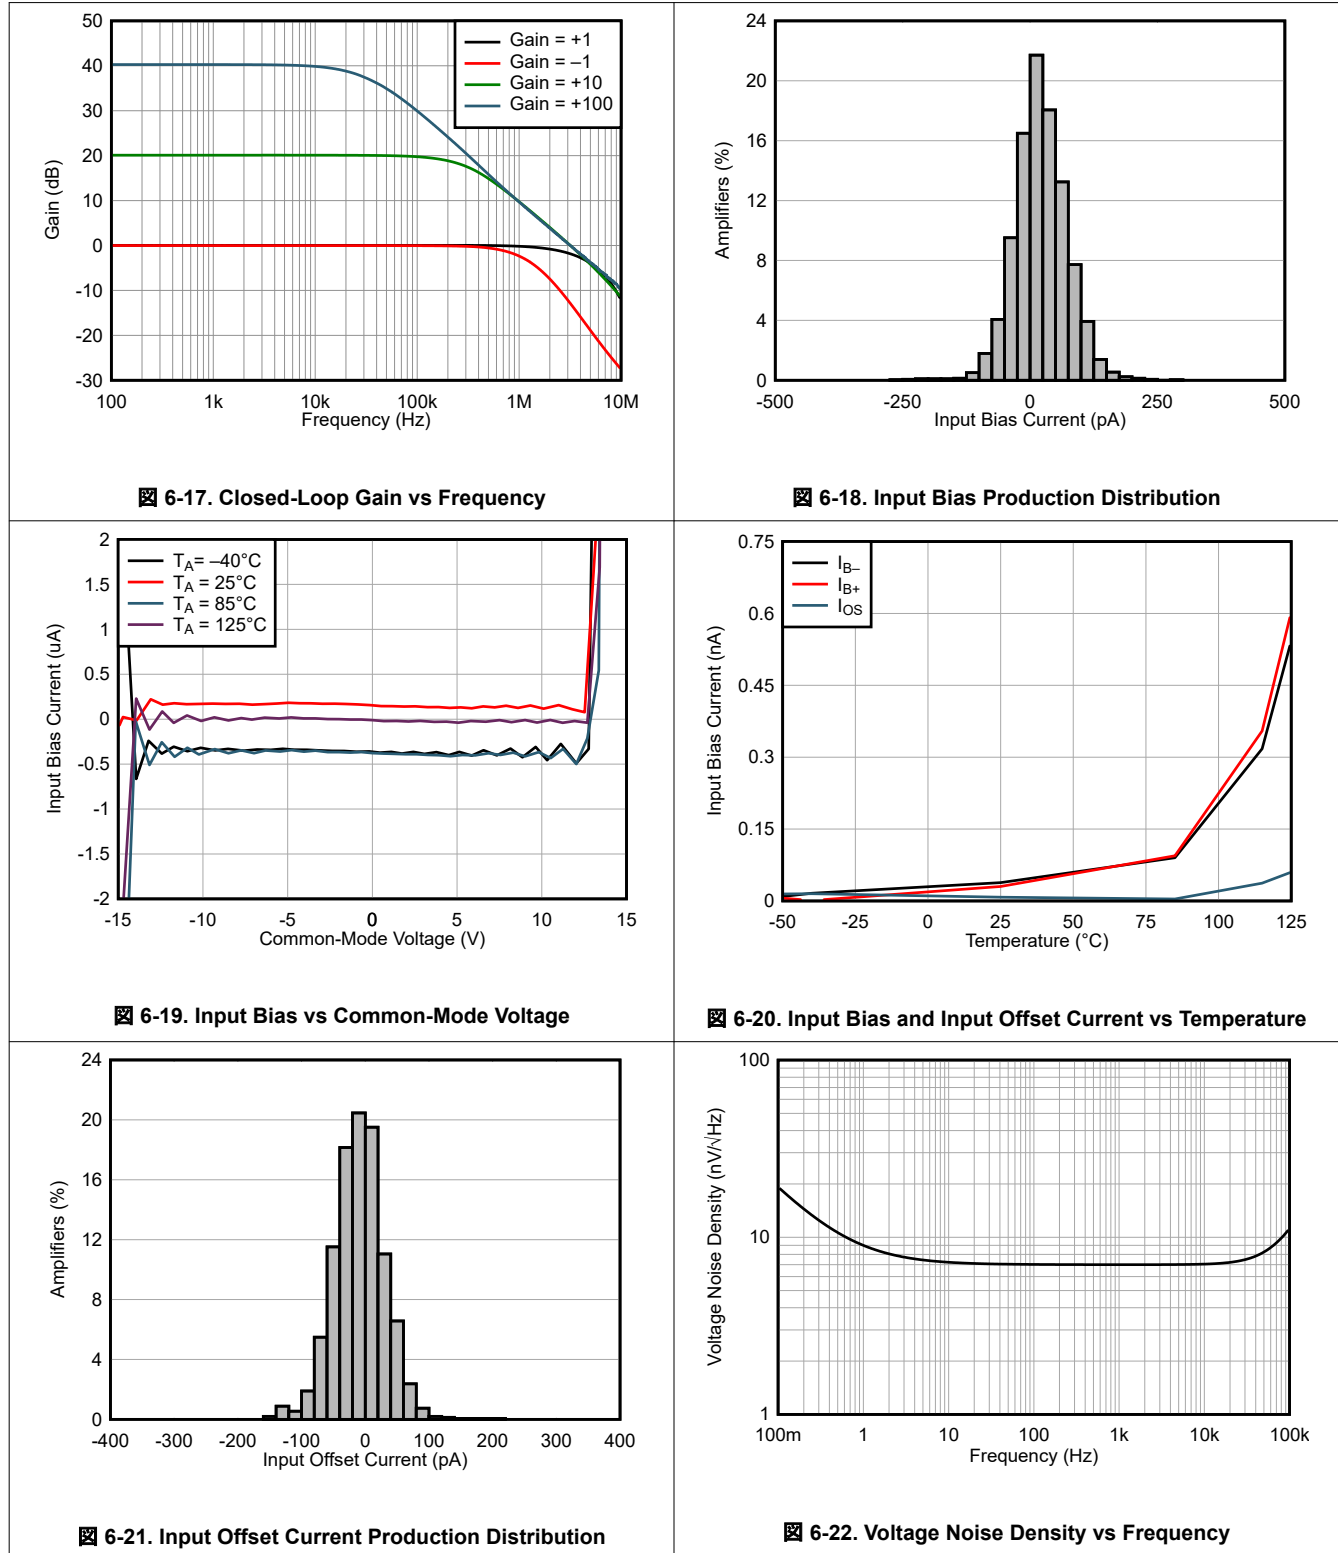 50
40
30
20
10
0
-10
-20
-30
Gain (dB)
Gain = +1
Gain = –1
Gain = +10
Gain = +100
100 1k 10k 100k 1M 10M
Frequency (Hz)
図 6-17. Closed-Loop Gain vs Frequency
24
20
16
12
8
4
0
Amplifiers (%)
-500 -250 0 250 500
Input Bias Current (pA)
図 6-18. Input Bias Production Distribution
2
1.5
1
0.5
0
-0.5
-1
-1.5
-2
Input Bias Current (uA)
TA= –40°C
TA = 25°C
TA = 85°C
TA = 125°C
-15 -10 -5 0 5 10 15
Common-Mode Voltage (V)
図 6-19. Input Bias vs Common-Mode Voltage
0.75
0.6
0.45
0.3
0.15
0
Input Bias Current (nA)
IB–
IB+
IOS
-50 -25 0 25 50 75 100 125
Temperature (°C)
図 6-20. Input Bias and Input Offset Current vs Temperature
24
20
16
12
8
4
0
Amplifiers (%)
-400 -300 -200 -100 0 100 200 300 400
Input Offset Current (pA)
図 6-21. Input Offset Current Production Distribution
100
10
1
Voltage Noise Density (nV/√Hz)
100m 1 10 100 1k 10k 100k
Frequency (Hz)
図 6-22. Voltage Noise Density vs Frequency